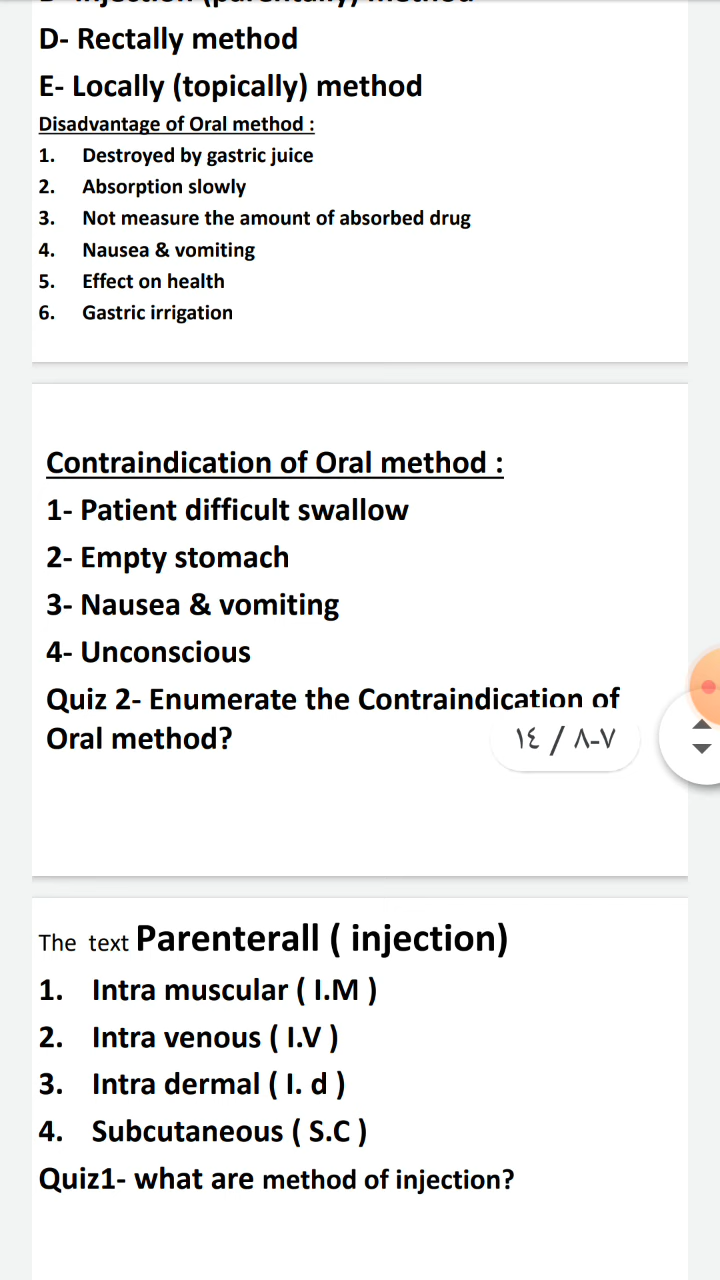 D- Rectally method
E- Locally (topically) method
Disadvantage of Oral method :
1. Destroyed by gastric juice
2. Absorption slowly
3. Not measure the amount of absorbed drug
4. Nausea & vomiting
5. Effect on health
6. Gastric irrigation
Contraindication of Oral method :
1- Patient difficult swallow
2- Empty stomach
3- Nausea & vomiting
4- Unconscious
Quiz 2- Enumerate the Contraindication of
Oral method?
١٤ / ٨-٧
The text Parenterall ( injection)
1. Intra muscular ( I.M )
2. Intra venous ( I.V )
3. Intra dermal ( I. d )
4. Subcutaneous ( S.C )
Quiz1- what are method of injection?